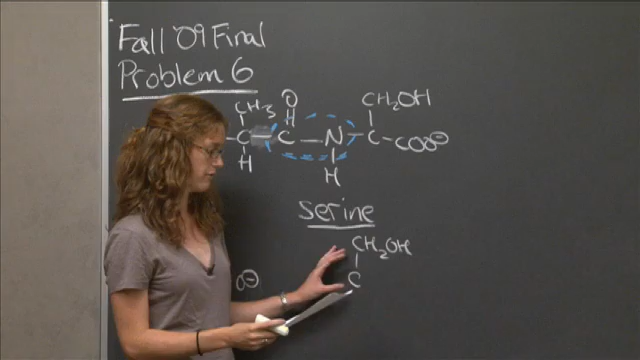 Fall '09 Final
Problem 6
CH₃ O CH₂OH
-C-C-N-C-COO⊖
H H
serine
CH₂OH
O⊖ C